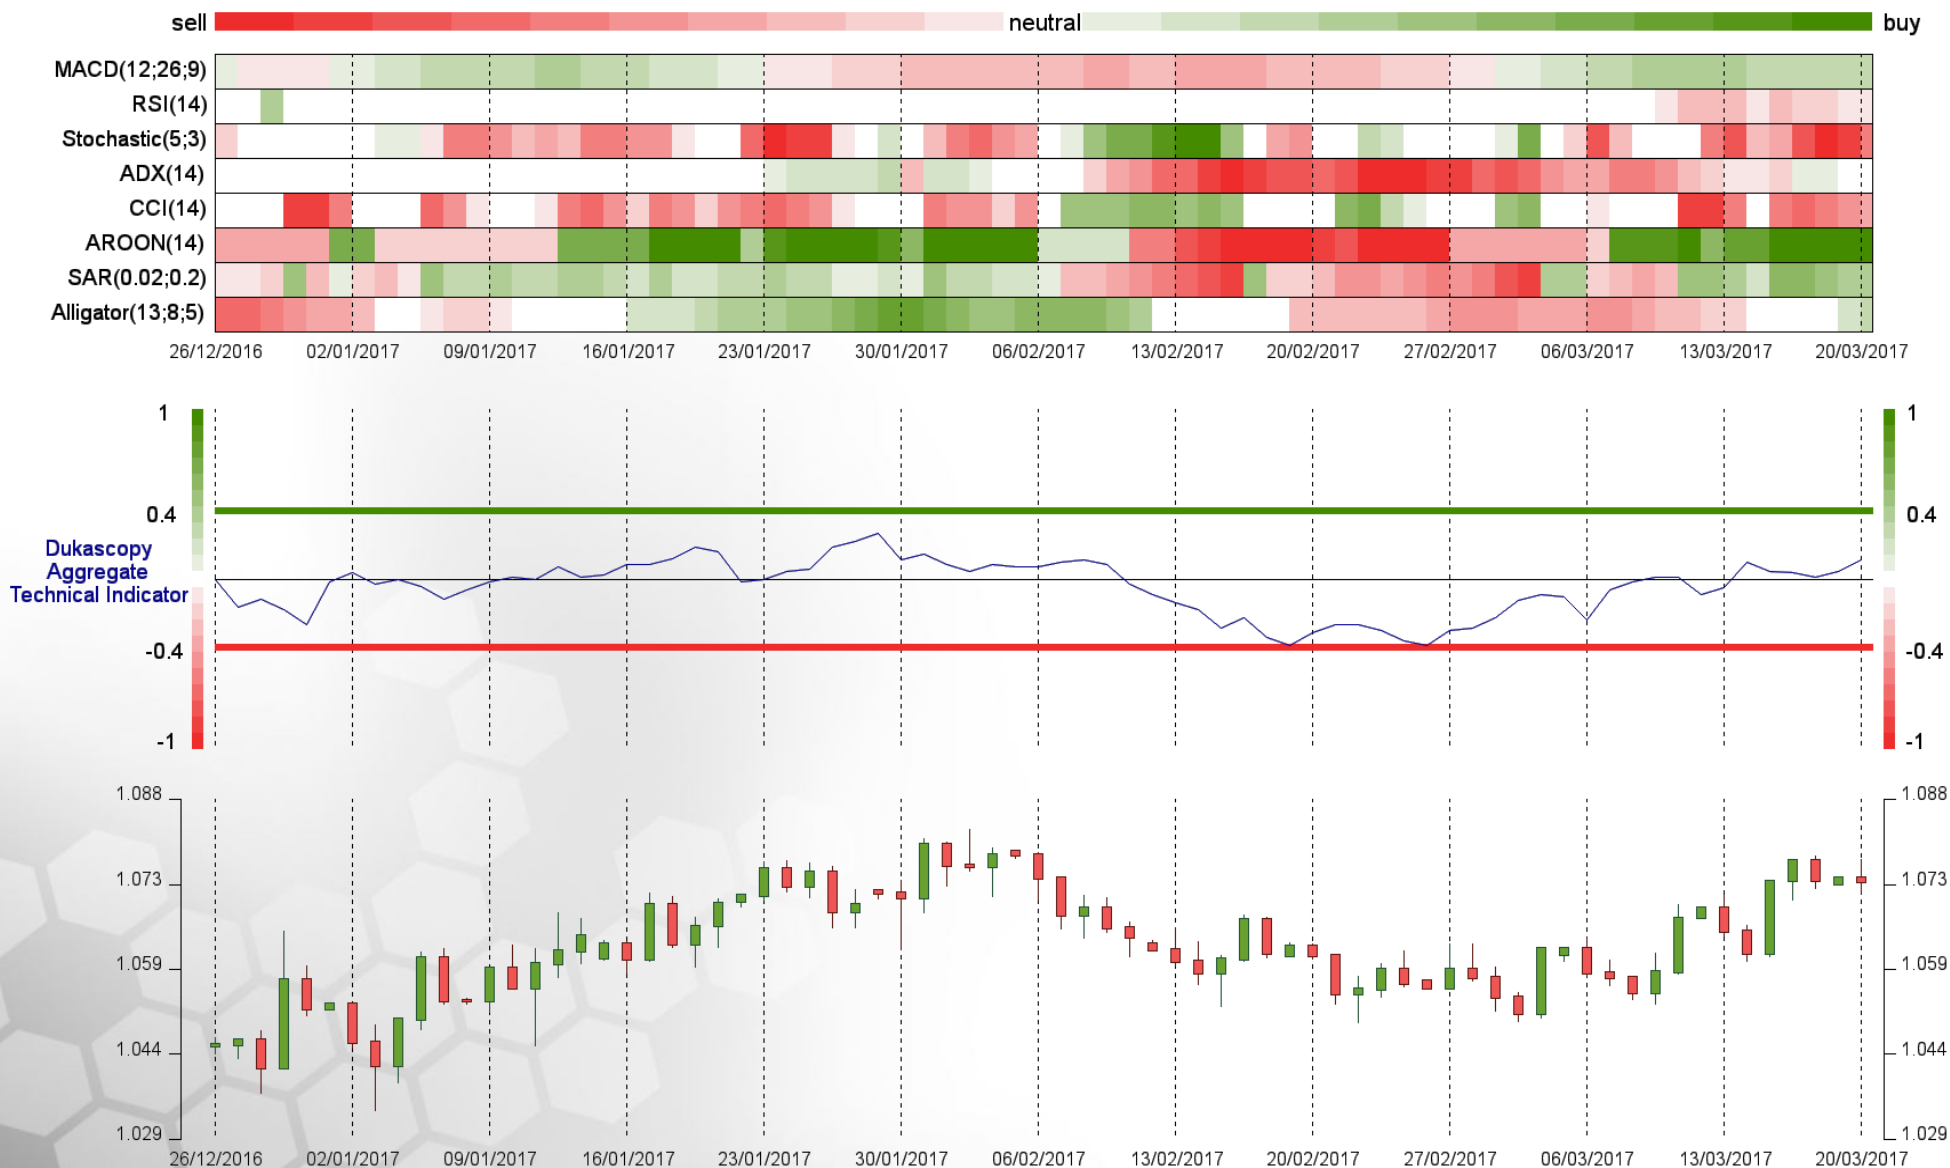 sell neutral buy
MACD(12;26;9)
RSI(14)
Stochastic(5;3)
ADX(14)
CCI(14)
AROON(14)
SAR(0.02;0.2)
Alligator(13;8;5)
26/12/2016 02/01/2017 09/01/2017 16/01/2017 23/01/2017 30/01/2017 06/02/2017 13/02/2017 20/02/2017 27/02/2017 06/03/2017 13/03/2017 20/03/2017
1 1
0.4 0.4
Dukascopy
Aggregate
Technical Indicator
-0.4 -0.4
-1 -1
1.088 1.088
1.073 1.073
1.059 1.059
1.044 1.044
1.029 1.029
26/12/2016 02/01/2017 09/01/2017 16/01/2017 23/01/2017 30/01/2017 06/02/2017 13/02/2017 20/02/2017 27/02/2017 06/03/2017 13/03/2017 20/03/2017